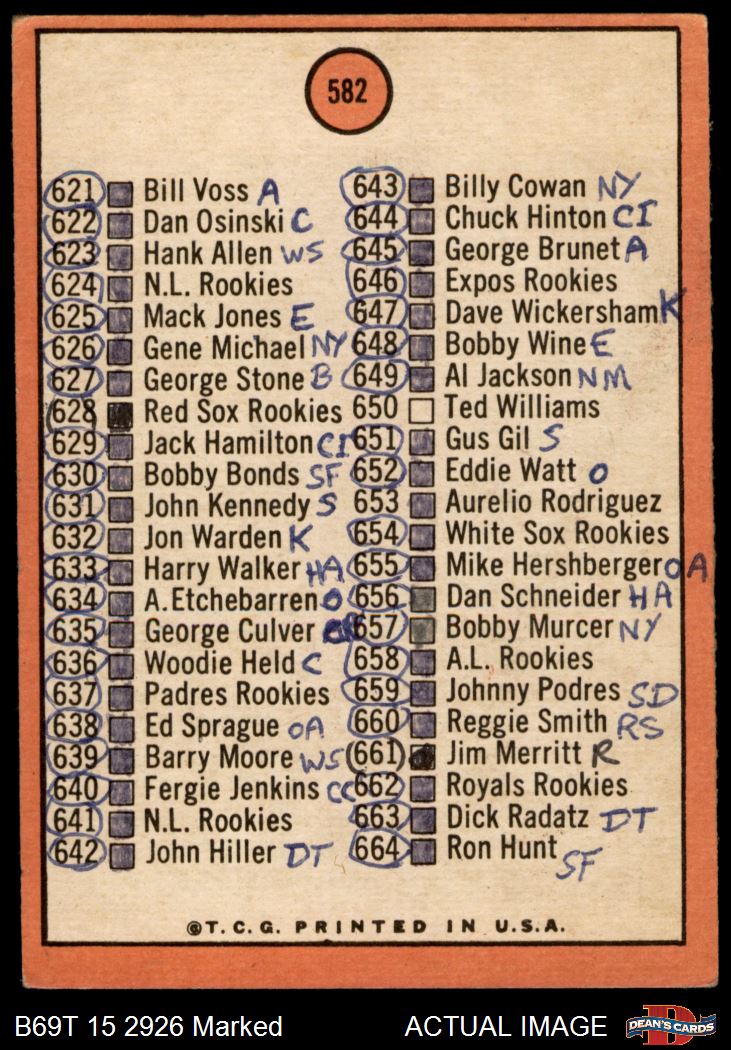 582
621 Bill Voss A
622 Dan Osinski C
623 Hank Allen WS
624 N.L. Rookies
625 Mack Jones E
626 Gene Michael NY
627 George Stone B
628 Red Sox Rookies
629 Jack Hamilton CI
630 Bobby Bonds SF
631 John Kennedy S
632 Jon Warden K
633 Harry Walker HA
634 A.Etchebarren O
635 George Culver
636 Woodie Held C
637 Padres Rookies
638 Ed Sprague OA
639 Barry Moore WS
640 Fergie Jenkins CC
641 N.L. Rookies
642 John Hiller DT
643 Billy Cowan NY
644 Chuck Hinton CI
645 George Brunet A
646 Expos Rookies
647 Dave Wickersham K
648 Bobby Wine E
649 Al Jackson NM
650 Ted Williams
651 Gus Gil S
652 Eddie Watt O
653 Aurelio Rodriguez
654 White Sox Rookies
655 Mike Hershberger OA
656 Dan Schneider HA
657 Bobby Murcer NY
658 A.L. Rookies
659 Johnny Podres SD
660 Reggie Smith RS
661 Jim Merritt R
662 Royals Rookies
663 Dick Radatz DT
664 Ron Hunt SF
©T.C.G. PRINTED IN U.S.A.
B69T 15 2926 Marked ACTUAL IMAGE DEAN'S CARDS